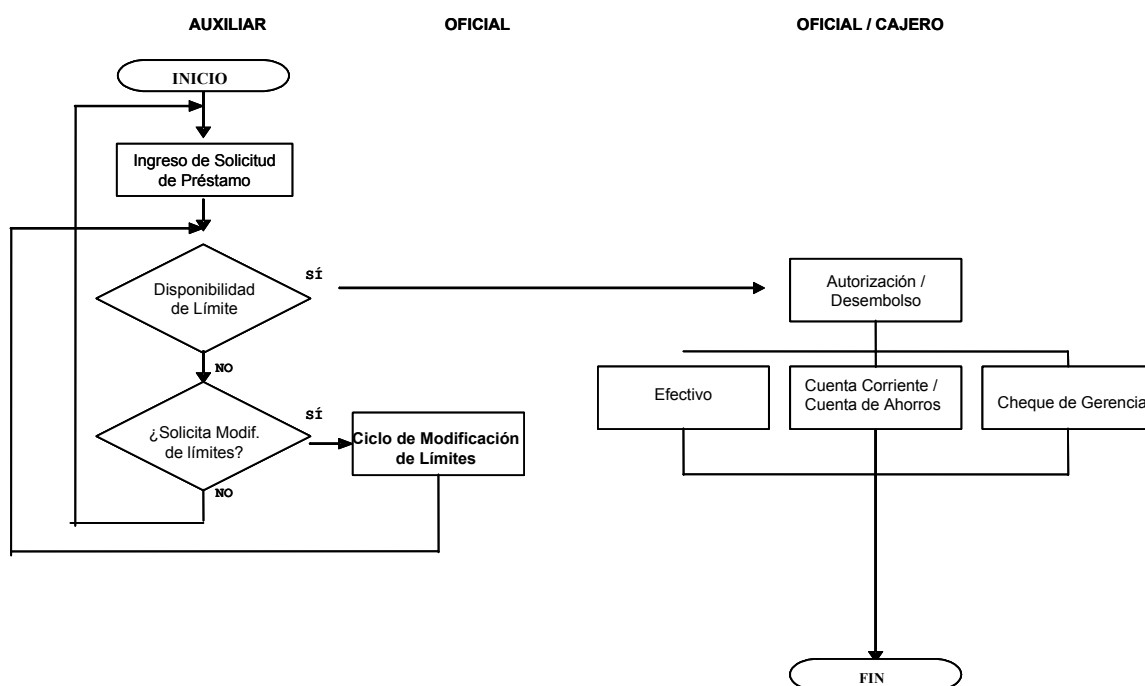 AUXILIAR
OFICIAL
OFICIAL / CAJERO
INICIO
Ingreso de Solicitud
de Préstamo
Disponibilidad
de Límite
SÍ
Autorización /
Desembolso
NO
Efectivo
Cuenta Corriente /
Cuenta de Ahorros
Cheque de Gerencia
¿Solicita Modif.
de límites?
SÍ
Ciclo de Modificación
de Límites
NO
FIN